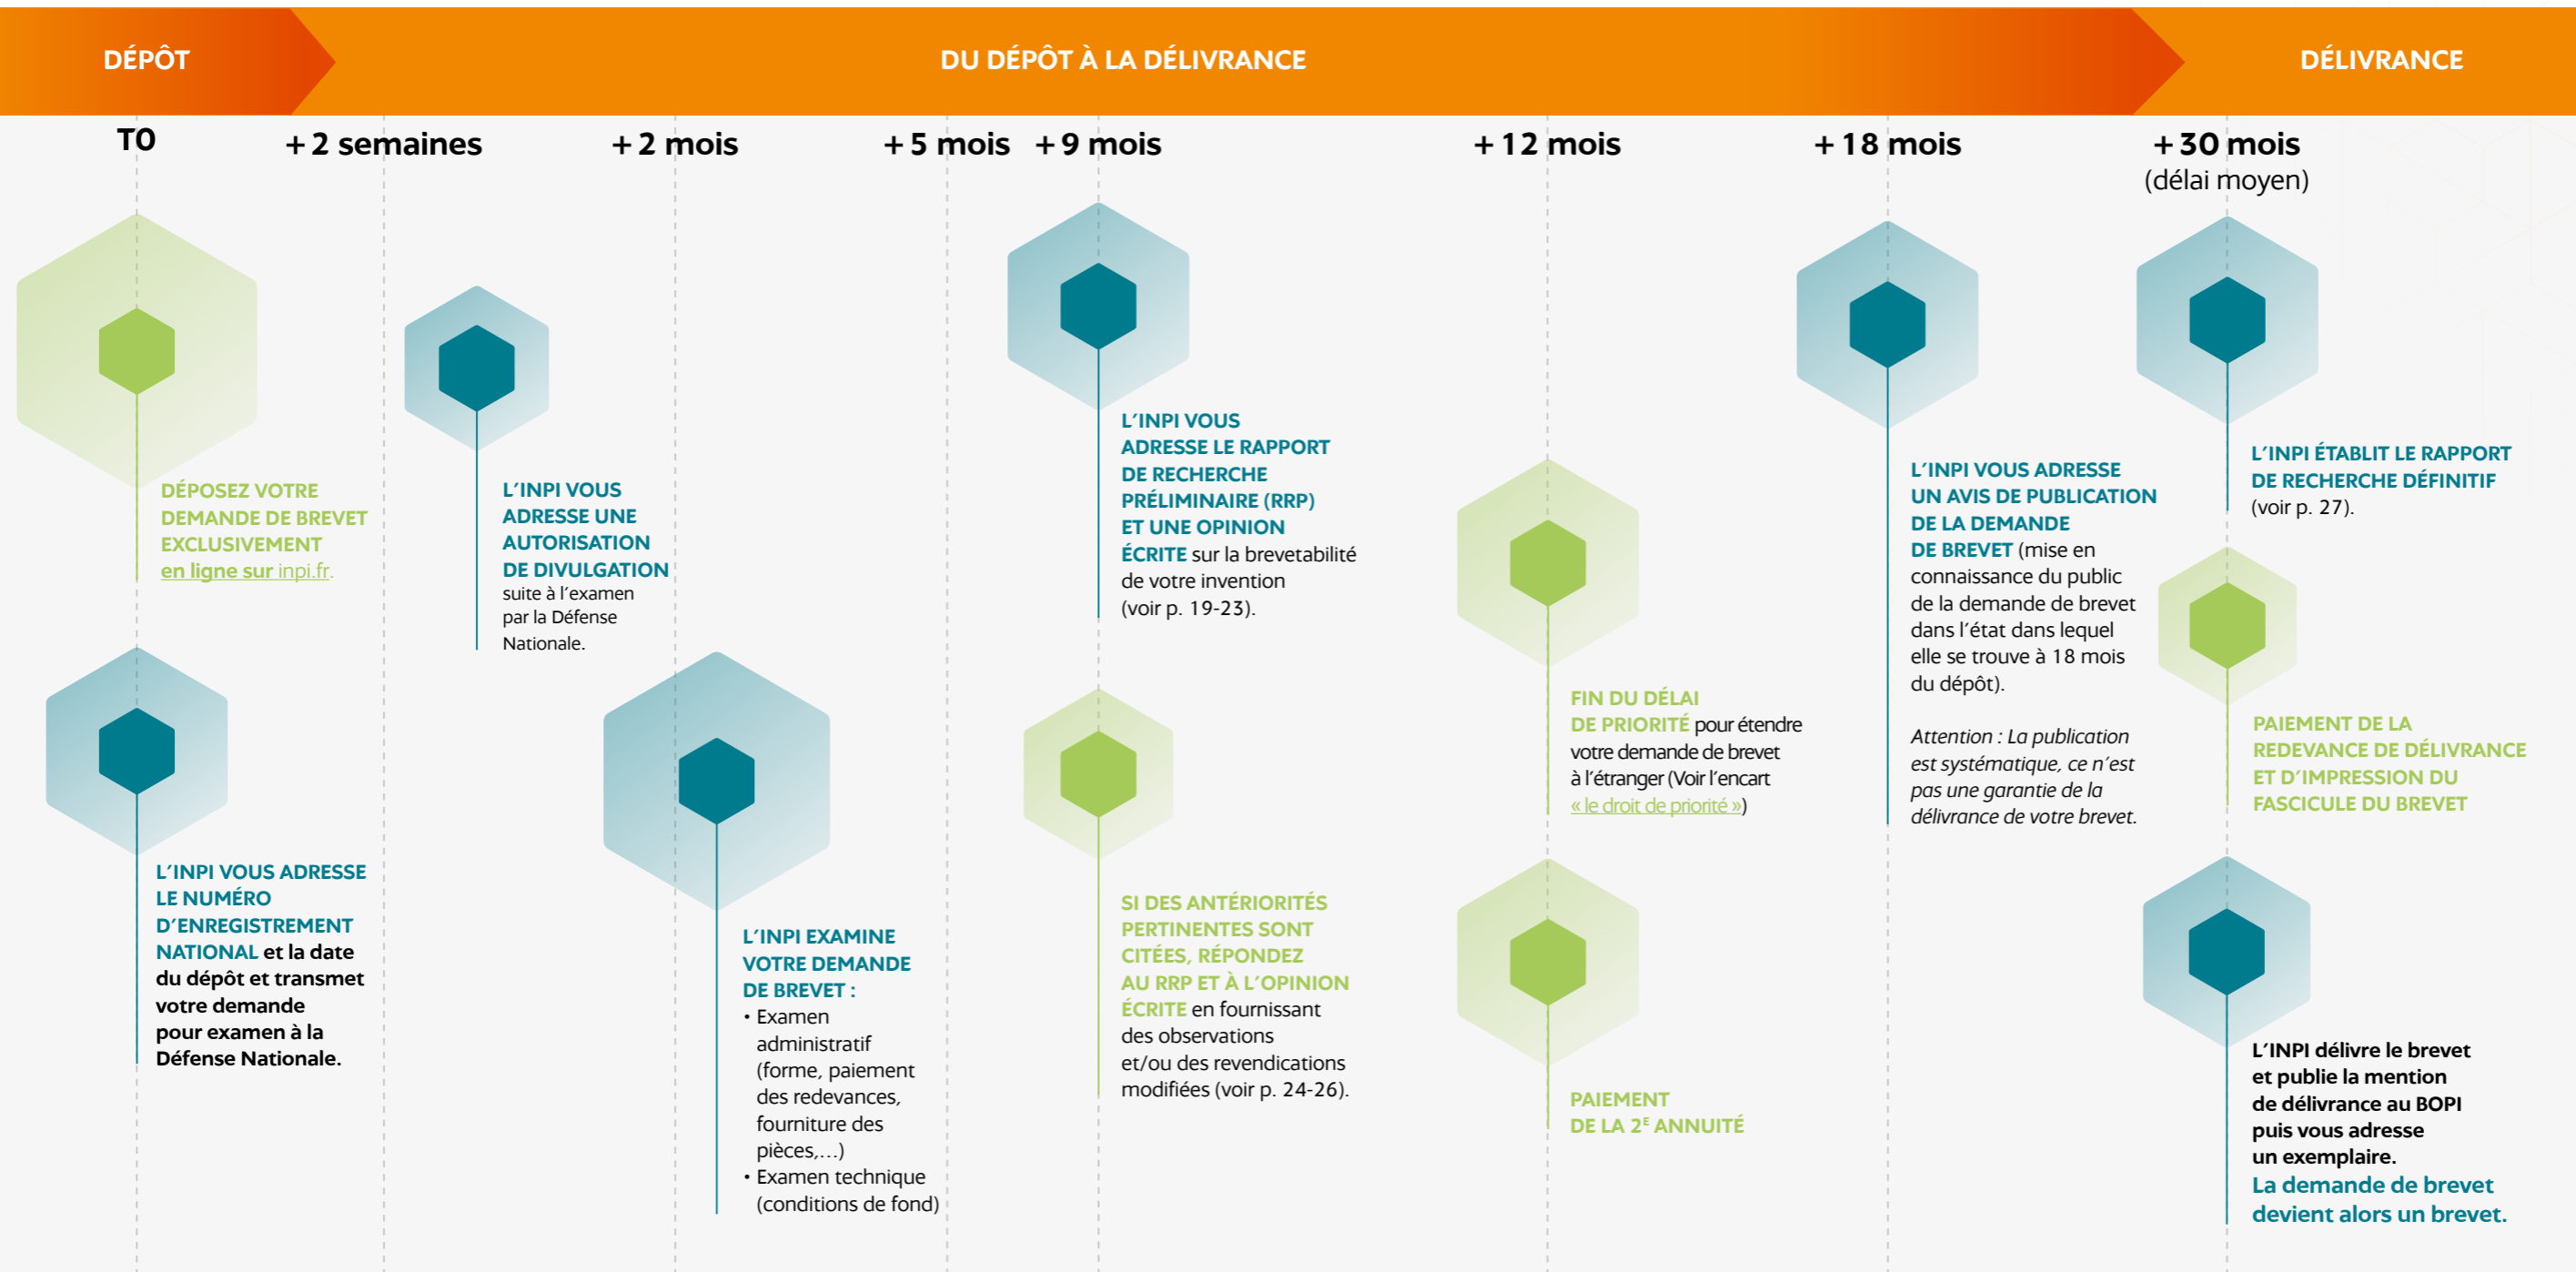 DÉPÔT
DU DÉPÔT À LA DÉLIVRANCE
DÉLIVRANCE
T0
+ 2 semaines
+ 2 mois
+ 5 mois
+ 9 mois
+ 12 mois
+ 18 mois
+ 30 mois
(délai moyen)
DÉPOSEZ VOTRE
DEMANDE DE BREVET
EXCLUSIVEMENT
en ligne sur inpi.fr.
L'INPI VOUS ADRESSE
LE NUMÉRO
D'ENREGISTREMENT
NATIONAL et la date
du dépôt et transmet
votre demande
pour examen à la
Défense Nationale.
L'INPI VOUS
ADRESSE UNE
AUTORISATION
DE DIVULGATION
suite à l'examen
par la Défense
Nationale.
L'INPI EXAMINE
VOTRE DEMANDE
DE BREVET :
• Examen
administratif
(forme, paiement
des redevances,
fourniture des
pièces,…)
• Examen technique
(conditions de fond)
L'INPI VOUS
ADRESSE LE RAPPORT
DE RECHERCHE
PRÉLIMINAIRE (RRP)
ET UNE OPINION
ÉCRITE sur la brevetabilité
de votre invention
(voir p. 19-23).
SI DES ANTÉRIORITÉS
PERTINENTES SONT
CITÉES, RÉPONDEZ
AU RRP ET À L'OPINION
ÉCRITE en fournissant
des observations
et/ou des revendications
modifiées (voir p. 24-26).
FIN DU DÉLAI
DE PRIORITÉ pour étendre
votre demande de brevet
à l'étranger (Voir l'encart
« le droit de priorité »)
PAIEMENT
DE LA 2E ANNUITÉ
L'INPI VOUS ADRESSE
UN AVIS DE PUBLICATION
DE LA DEMANDE
DE BREVET (mise en
connaissance du public
de la demande de brevet
dans l'état dans lequel
elle se trouve à 18 mois
du dépôt).
Attention : La publication
est systématique, ce n'est
pas une garantie de la
délivrance de votre brevet.
L'INPI ÉTABLIT LE RAPPORT
DE RECHERCHE DÉFINITIF
(voir p. 27).
PAIEMENT DE LA
REDEVANCE DE DÉLIVRANCE
ET D'IMPRESSION DU
FASCICULE DU BREVET
L'INPI délivre le brevet
et publie la mention
de délivrance au BOPI
puis vous adresse
un exemplaire.
La demande de brevet
devient alors un brevet.